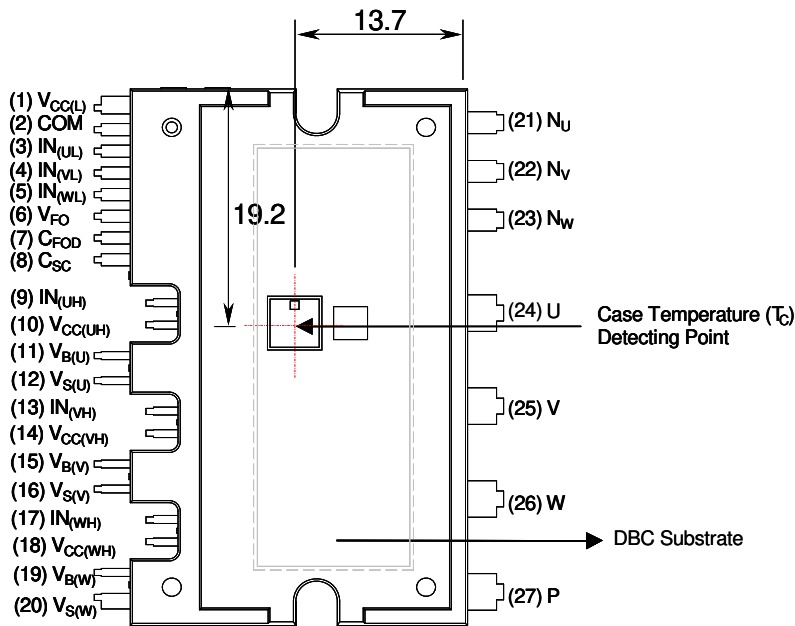 13.7
(1) VCC(L)
(2) COM
(3) IN(UL)
(4) IN(VL)
(5) IN(WL)
(6) VFO
(7) CFOD
(8) CSC
(9) IN(UH)
(10) VCC(UH)
(11) VB(U)
(12) VS(U)
(13) IN(VH)
(14) VCC(VH)
(15) VB(V)
(16) VS(V)
(17) IN(WH)
(18) VCC(WH)
(19) VB(W)
(20) VS(W)
19.2
(21) NU
(22) NV
(23) NW
(24) U
(25) V
(26) W
(27) P
Case Temperature (TC)
Detecting Point
DBC Substrate